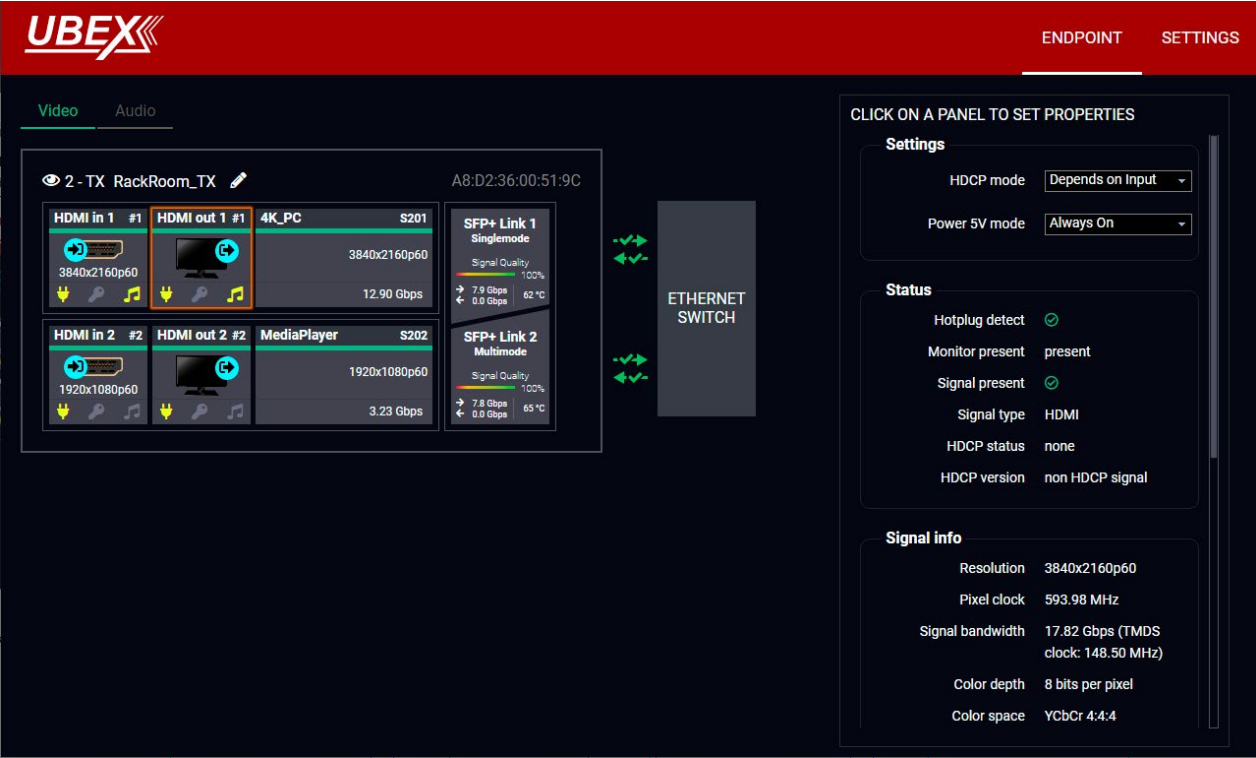 UBEX
ENDPOINT SETTINGS
Video Audio
2 - TX RackRoom_TX A8:D2:36:00:51:9C
HDMI in 1 #1
3840x2160p60
HDMI out 1 #1
4K_PC S201
3840x2160p60
12.90 Gbps
SFP+ Link 1
Singlemode
Signal Quality
100%
7.9 Gbps
0.0 Gbps
62 °C
HDMI in 2 #2
1920x1080p60
HDMI out 2 #2
MediaPlayer S202
1920x1080p60
3.23 Gbps
SFP+ Link 2
Multimode
Signal Quality
100%
7.8 Gbps
0.0 Gbps
65 °C
ETHERNET
SWITCH
CLICK ON A PANEL TO SET PROPERTIES
Settings
HDCP mode Depends on Input
Power 5V mode Always On
Status
Hotplug detect
Monitor present present
Signal present
Signal type HDMI
HDCP status none
HDCP version non HDCP signal
Signal info
Resolution 3840x2160p60
Pixel clock 593.98 MHz
Signal bandwidth 17.82 Gbps (TMDS
clock: 148.50 MHz)
Color depth 8 bits per pixel
Color space YCbCr 4:4:4